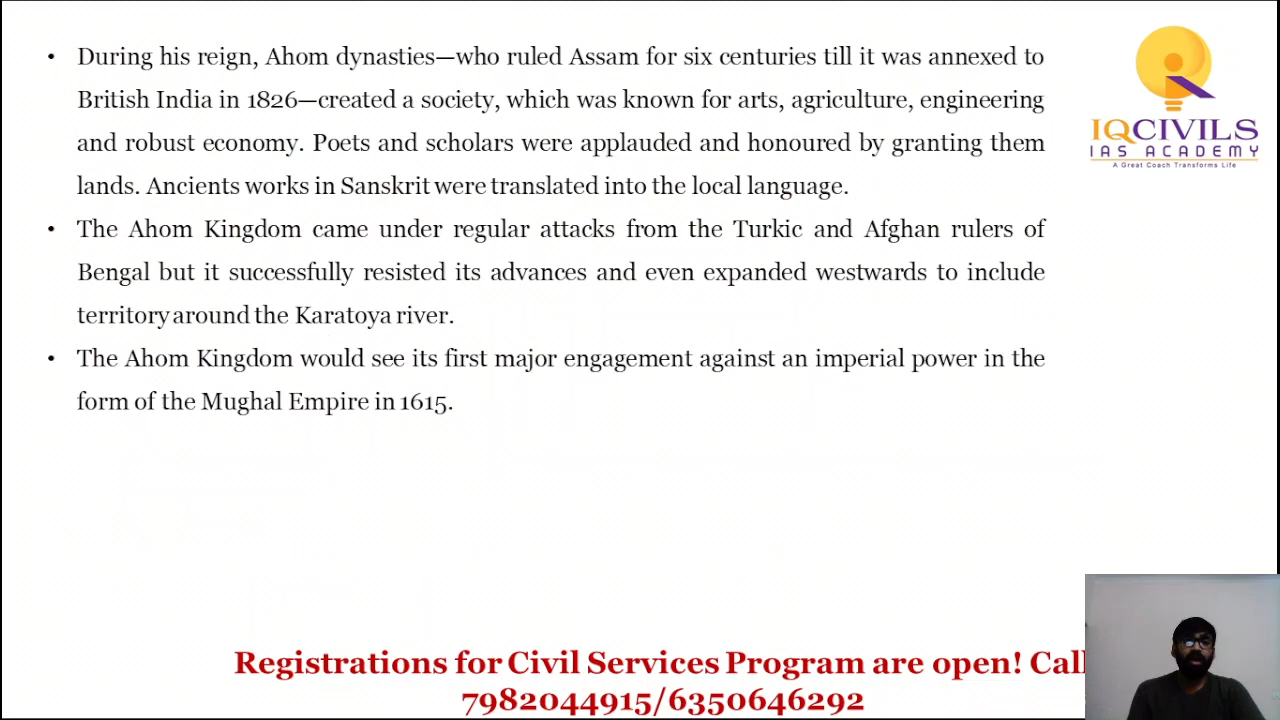 • During his reign, Ahom dynasties—who ruled Assam for six centuries till it was annexed to
British India in 1826—created a society, which was known for arts, agriculture, engineering
and robust economy. Poets and scholars were applauded and honoured by granting them
lands. Ancients works in Sanskrit were translated into the local language.
• The Ahom Kingdom came under regular attacks from the Turkic and Afghan rulers of
Bengal but it successfully resisted its advances and even expanded westwards to include
territory around the Karatoya river.
• The Ahom Kingdom would see its first major engagement against an imperial power in the
form of the Mughal Empire in 1615.
IQCIVILS
IAS ACADEMY
A Great Coach Transforms Life
Registrations for Civil Services Program are open! Call
7982044915/6350646292